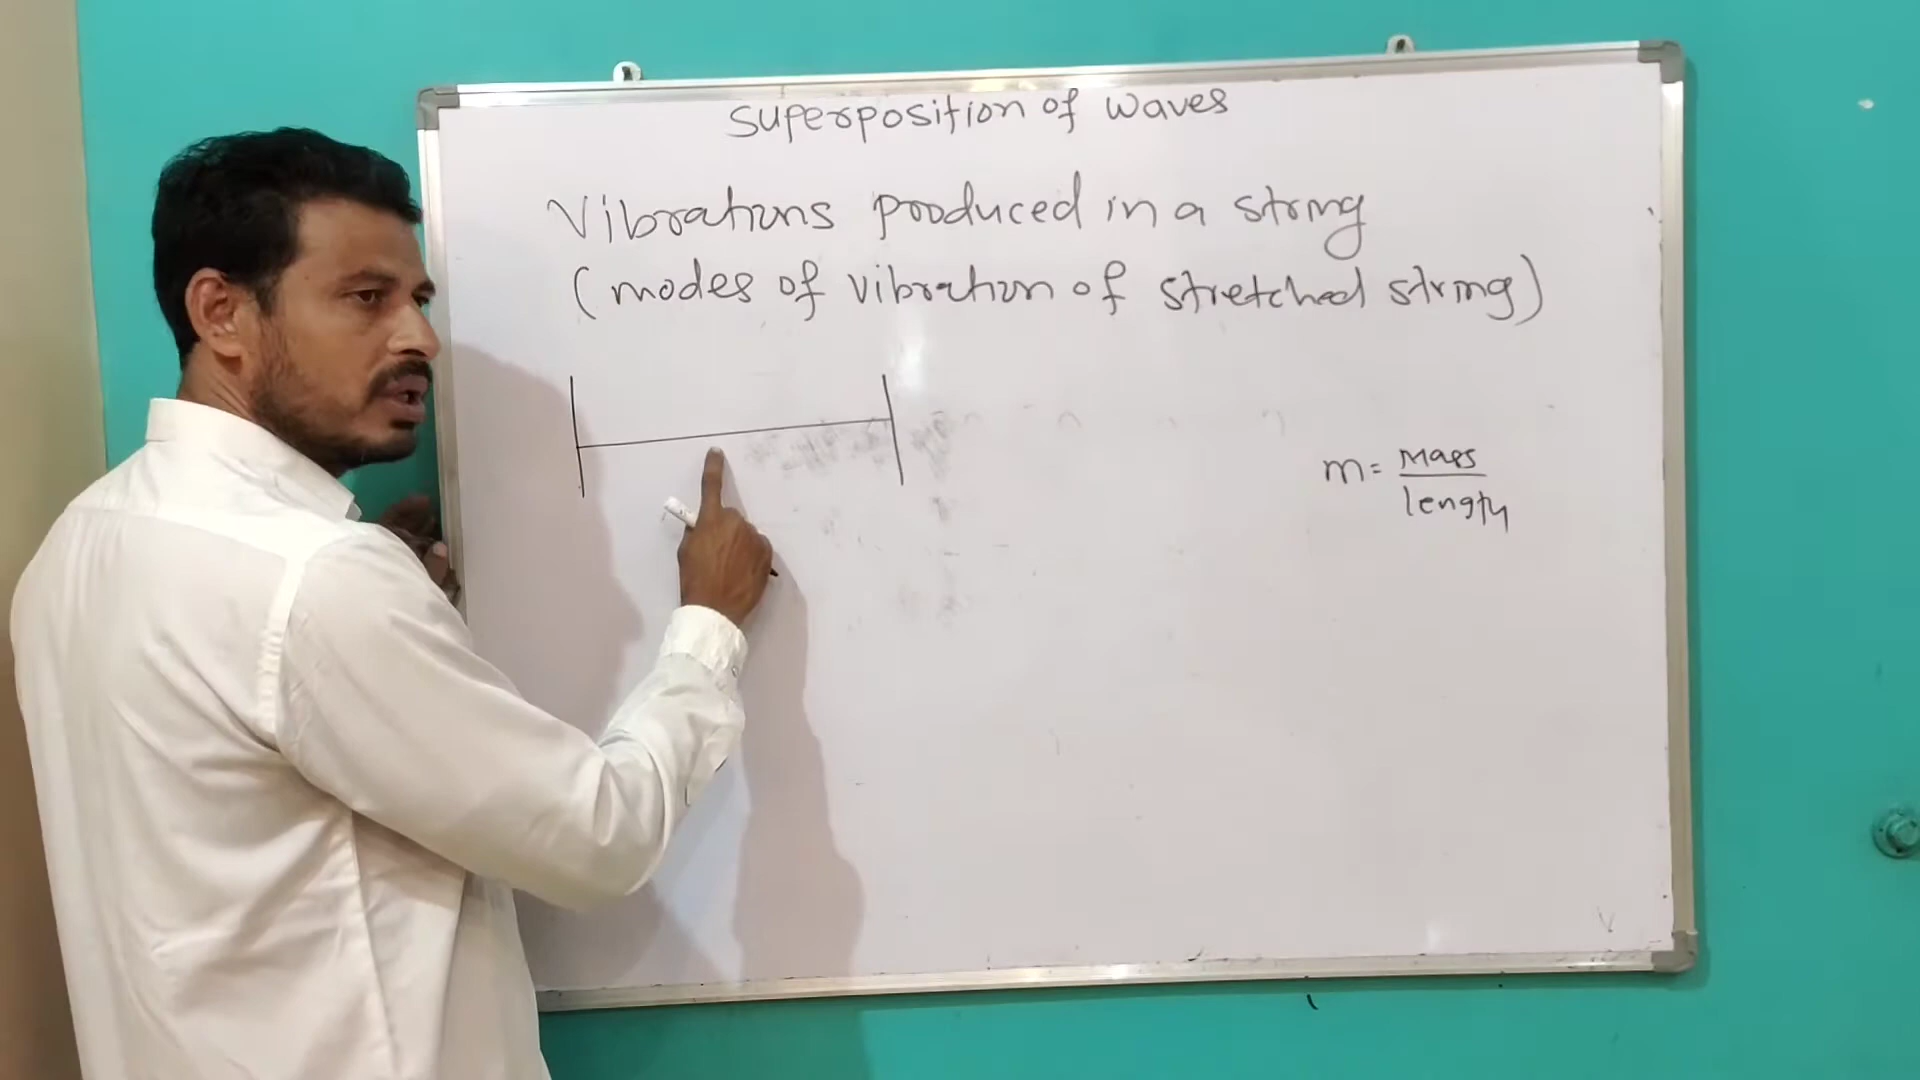 Superposition of waves
Vibrations produced in a string
(modes of vibration of stretched string)
m = Mass
length